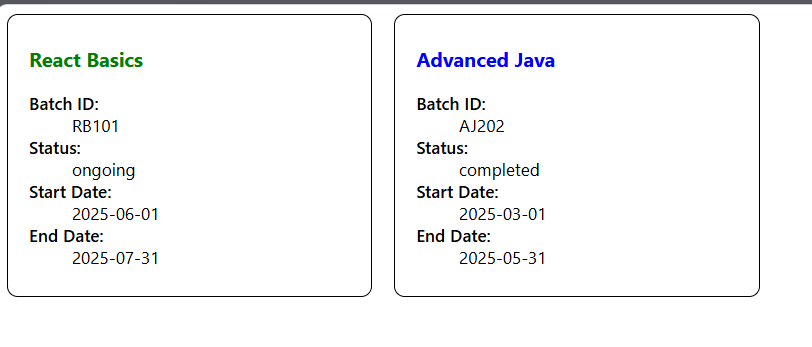 React Basics
Batch ID:
RB101
Status:
ongoing
Start Date:
2025-06-01
End Date:
2025-07-31
Advanced Java
Batch ID:
AJ202
Status:
completed
Start Date:
2025-03-01
End Date:
2025-05-31